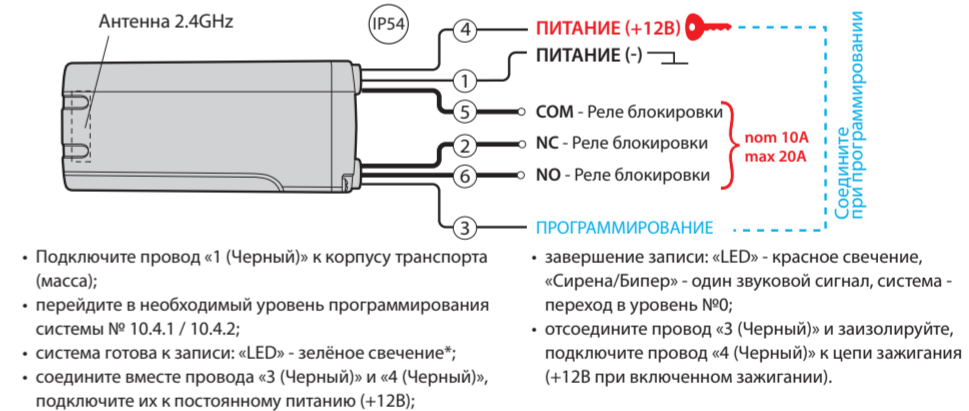 Антенна 2.4GHz
IP54
4
ПИТАНИЕ (+12В)
1
ПИТАНИЕ (-)
5
COM - Реле блокировки
2
NC - Реле блокировки
6
NO - Реле блокировки
nom 10A
max 20A
3
ПРОГРАММИРОВАНИЕ
Соедините
при программировании
• Подключите провод «1 (Черный)» к корпусу транспорта
(масса);
• перейдите в необходимый уровень программирования
системы № 10.4.1 / 10.4.2;
• система готова к записи: «LED» - зелёное свечение*;
• соедините вместе провода «3 (Черный)» и «4 (Черный)»,
подключите их к постоянному питанию (+12В);
• завершение записи: «LED» - красное свечение,
«Сирена/Бипер» - один звуковой сигнал, система -
переход в уровень №0;
• отсоедините провод «3 (Черный)» и заизолируйте,
подключите провод «4 (Черный)» к цепи зажигания
(+12В при включенном зажигании).